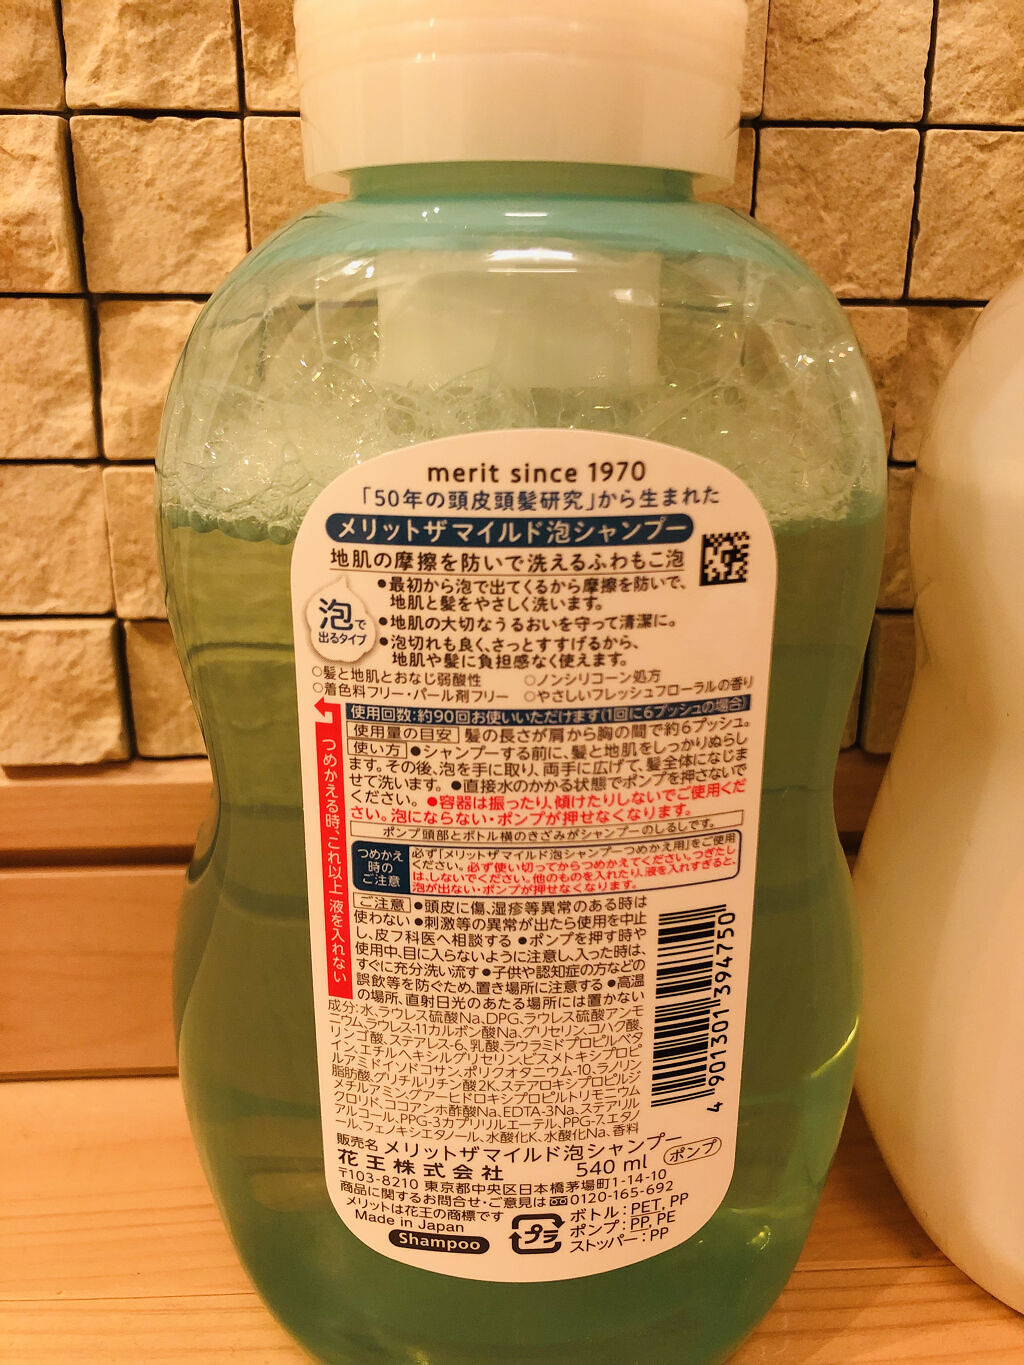 merit since 1970
「50年の頭皮頭髪研究」から生まれた
メリットザマイルド泡シャンプー
地肌の摩擦を防いで洗えるふわもこ泡
泡で
出るタイプ
●最初から泡で出てくるから摩擦を防いで、
地肌と髪をやさしく洗います。
●地肌の大切なうるおいを守って清潔に。
●泡切れも良く、さっとすすげるから、
地肌や髪に負担感なく使えます。
○髪と地肌とおなじ弱酸性 ○ノンシリコーン処方
○着色料フリー・パール剤フリー ○やさしいフレッシュフローラルの香り
つめかえる時、これ以上 液を入れない
使用回数:約90回お使いいただけます(1回に6プッシュの場合)
使用量の目安 髪の長さが肩から胸の間で約6プッシュ。
使い方 ●シャンプーする前に、髪と地肌をしっかりぬらし
ます。その後、泡を手に取り、両手に広げて、髪全体になじま
せて洗います。●直接水のかかる状態でポンプを押さないで
ください。●容器は振ったり、傾けたりしないでご使用くだ
さい。泡にならない・ポンプが押せなくなります。
ポンプ頭部とボトル横のきざみがシャンプーのしるしです。
つめかえ
時の
ご注意
必ず「メリットザマイルド泡シャンプーつめかえ用」をご使用
ください。必ず使い切ってからつめかえてください。つぎたし
は、しないでください。他のものを入れたり、液を入れすぎると、
泡が出ない・ポンプが押せなくなります。
ご注意 ●頭皮に傷、湿疹等異常のある時は
使わない ●刺激等の異常が出たら使用を中止
し、皮フ科医へ相談する ●ポンプを押す時や
使用中、目に入らないように注意し、入った時は、
すぐに充分洗い流す ●子供や認知症の方などの
誤飲等を防ぐため、置き場所に注意する ●高温
の場所、直射日光のあたる場所には置かない
成分:水、ラウレス硫酸Na、DPG、ラウレス硫酸アンモ
ニウム、ラウレス-11カルボン酸Na、グリセリン、コハク酸、
リンゴ酸、ステアレス-6、乳酸、ラウラミドプロピルベタ
イン、エチルヘキシルグリセリン、ビスメトキシプロピ
ルアミドイソドコサン、ポリクオタニウム-10、ラノリン
脂肪酸、グリチルリチン酸2K、ステアロキシプロピルジ
メチルアミン、グアーヒドロキシプロピルトリモニウム
クロリド、ココアンホ酢酸Na、EDTA-3Na、ステアリル
アルコール、PPG-3カプリリルエーテル、PPG-7、エタノ
ール、フェノキシエタノール、水酸化K、水酸化Na、香料
4 901301 394750
販売名 メリットザマイルド泡シャンプー
花王株式会社 540 ml ポンプ
〒103-8210 東京都中央区日本橋茅場町1-14-10
商品に関するお問合せ・ご意見は 0120-165-692
メリットは花王の商標です
Made in Japan
Shampoo
プラ
ボトル:PET, PP
ポンプ:PP, PE
ストッパー:PP